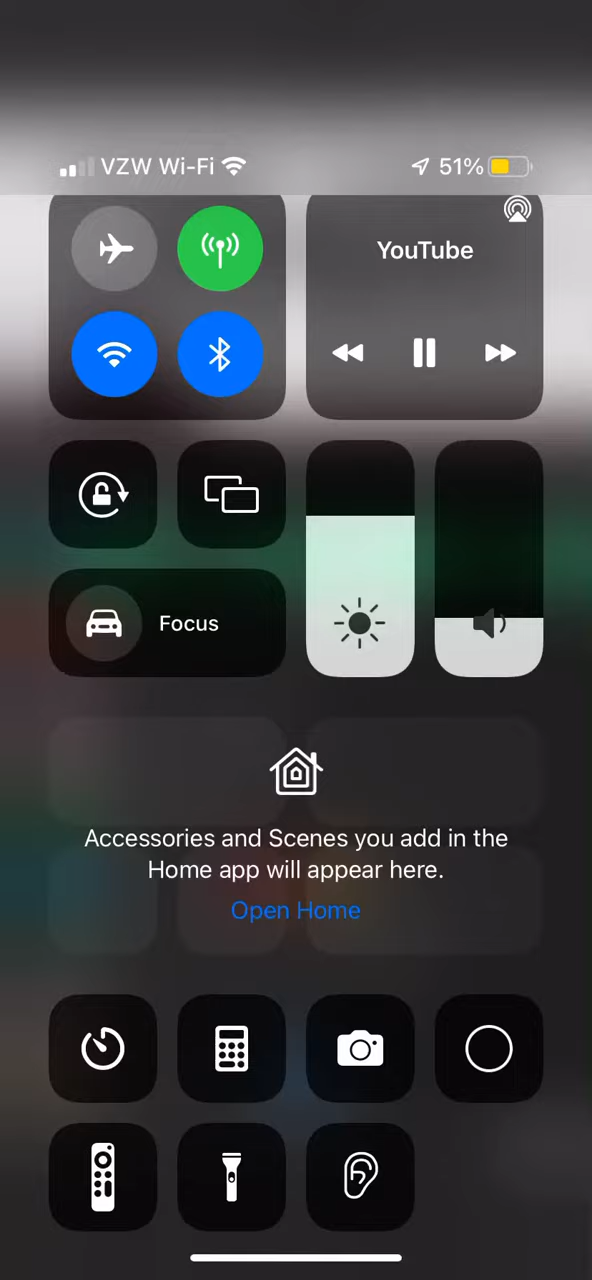 VZW Wi-Fi 51%
YouTube
Focus
Accessories and Scenes you add in the
Home app will appear here.
Open Home